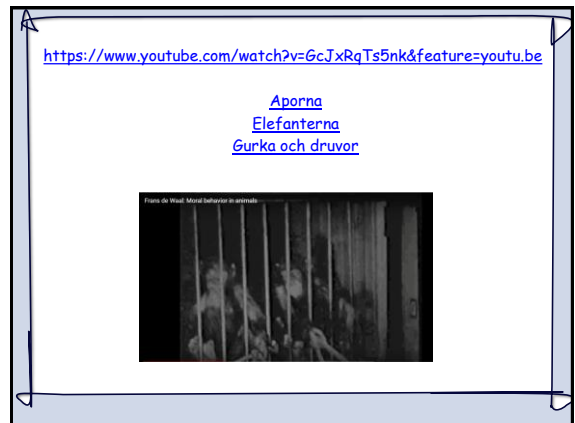 https://www.youtube.com/watch?v=GcJxRqTs5nk&feature=youtu.be
Aporna
Elefanterna
Gurka och druvor
Frans de Waal: Moral behavior in animals